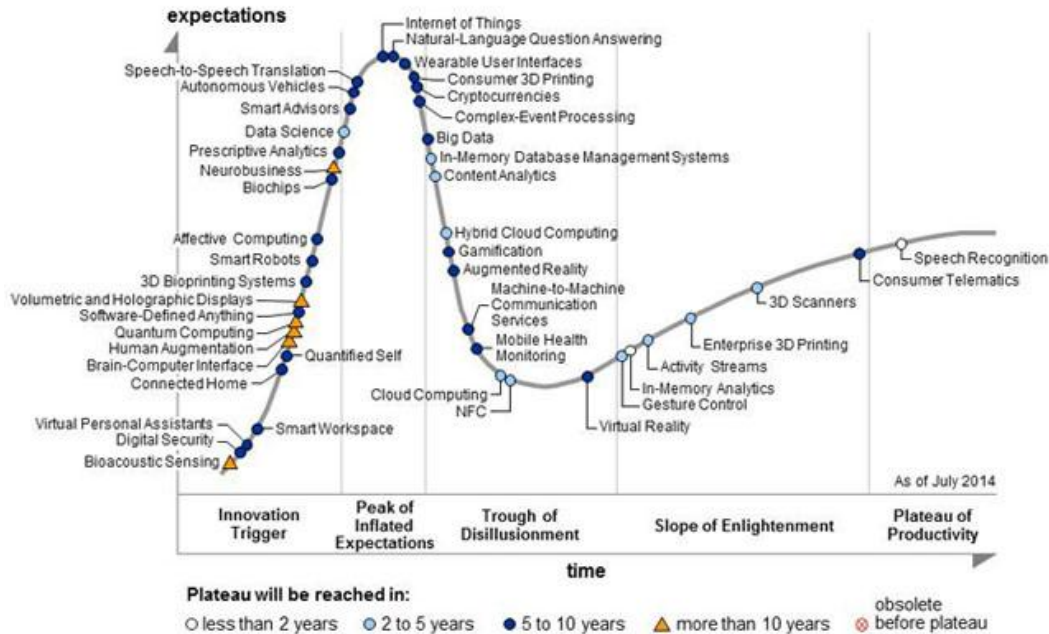 expectations
Internet of Things
Natural-Language Question Answering
Wearable User Interfaces
Speech-to-Speech Translation
Consumer 3D Printing
Autonomous Vehicles
Cryptocurrencies
Smart Advisors
Complex-Event Processing
Data Science
Big Data
Prescriptive Analytics
In-Memory Database Management Systems
Neurobusiness
Content Analytics
Biochips
Hybrid Cloud Computing
Affective Computing
Gamification
Smart Robots
Augmented Reality
Speech Recognition
3D Bioprinting Systems
Consumer Telematics
Machine-to-Machine
Communication
Services
Volumetric and Holographic Displays
3D Scanners
Software-Defined Anything
Quantum Computing
Mobile Health
Monitoring
Enterprise 3D Printing
Human Augmentation
Quantified Self
Brain-Computer Interface
Activity Streams
Connected Home
Cloud Computing
In-Memory Analytics
NFC
Gesture Control
Virtual Personal Assistants
Smart Workspace
Virtual Reality
Digital Security
Bioacoustic Sensing
As of July 2014
Innovation
Trigger
Peak of
Inflated
Expectations
Trough of
Disillusionment
Slope of Enlightenment
Plateau of
Productivity
time
Plateau will be reached in:
less than 2 years
2 to 5 years
5 to 10 years
more than 10 years
obsolete
before plateau